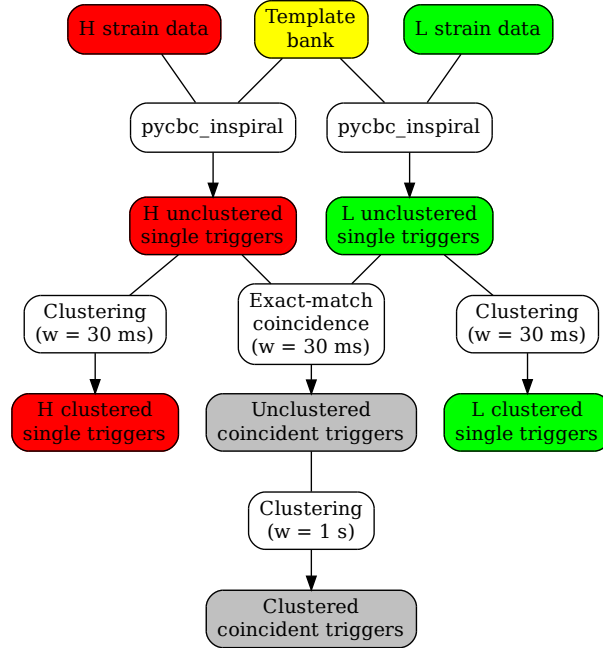 H strain data
Template
bank
L strain data
pycbc_inspiral
pycbc_inspiral
H unclustered
single triggers
L unclustered
single triggers
Clustering
(w = 30 ms)
Exact-match
coincidence
(w = 30 ms)
Clustering
(w = 30 ms)
H clustered
single triggers
Unclustered
coincident triggers
L clustered
single triggers
Clustering
(w = 1 s)
Clustered
coincident triggers